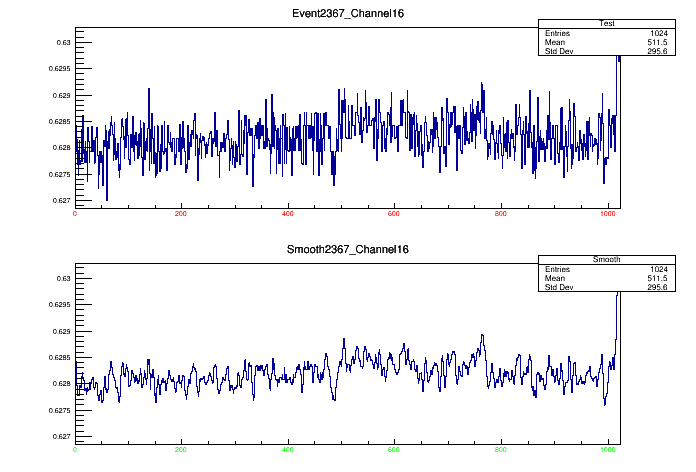 Event2367_Channel16
Test
Entries 1024
Mean 511.5
Std Dev 295.6
0.63
0.6295
0.629
0.6285
0.628
0.6275
0.627
0 200 400 600 800 1000
Smooth2367_Channel16
Smooth
Entries 1024
Mean 511.5
Std Dev 295.6
0.63
0.6295
0.629
0.6285
0.628
0.6275
0.627
0 200 400 600 800 1000